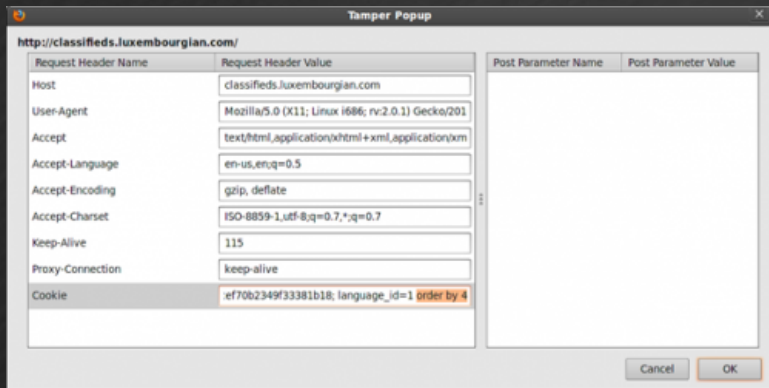 Tamper Popup
http://classifieds.luxembourgian.com/
Request Header Name Request Header Value Post Parameter Name Post Parameter Value
Host classifieds.luxembourgian.com
User-Agent Mozilla/5.0 (X11; Linux i686; rv:2.0.1) Gecko/201
Accept text/html,application/xhtml+xml,application/xm
Accept-Language en-us,en;q=0.5
Accept-Encoding gzip, deflate
Accept-Charset ISO-8859-1,utf-8;q=0.7,*;q=0.7
Keep-Alive 115
Proxy-Connection keep-alive
Cookie :ef70b2349f33381b18; language_id=1 order by 4
Cancel OK